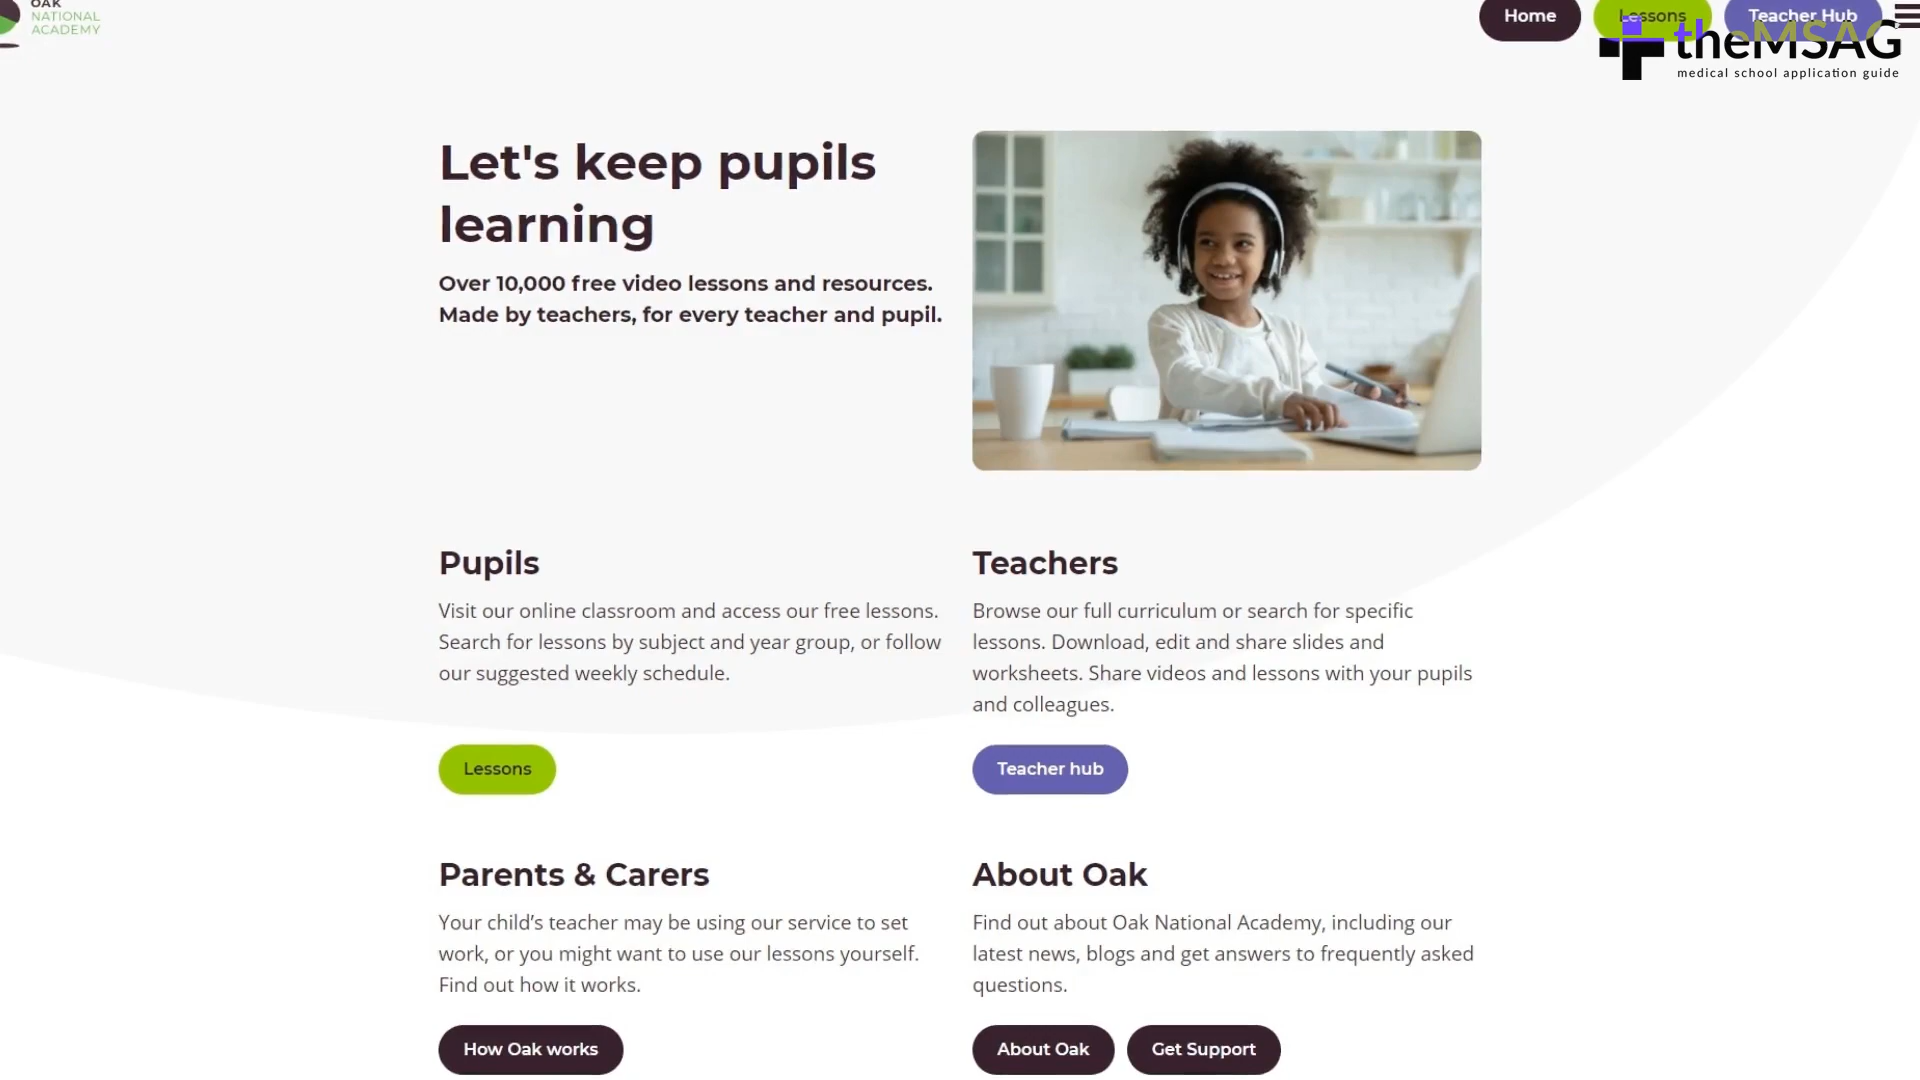 OAK
NATIONAL
ACADEMY
Home
Lessons
Teacher Hub
theMSAG
medical school application guide
Let's keep pupils
learning
Over 10,000 free video lessons and resources.
Made by teachers, for every teacher and pupil.
Pupils
Visit our online classroom and access our free lessons.
Search for lessons by subject and year group, or follow
our suggested weekly schedule.
Lessons
Teachers
Browse our full curriculum or search for specific
lessons. Download, edit and share slides and
worksheets. Share videos and lessons with your pupils
and colleagues.
Teacher hub
Parents & Carers
Your child’s teacher may be using our service to set
work, or you might want to use our lessons yourself.
Find out how it works.
How Oak works
About Oak
Find out about Oak National Academy, including our
latest news, blogs and get answers to frequently asked
questions.
About Oak
Get Support